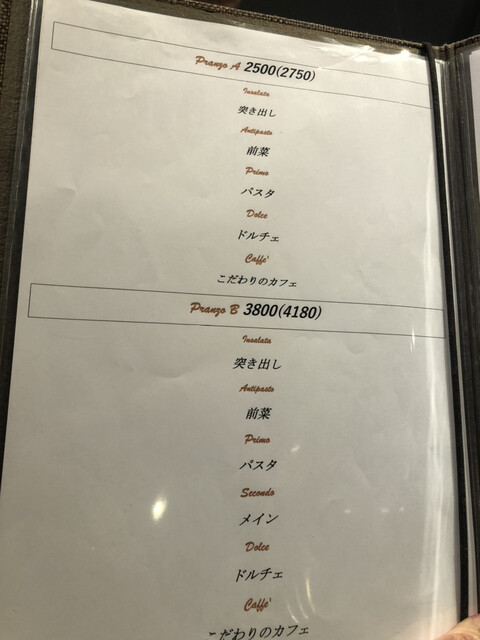 Pranzo A 2500(2750)
Insalata
突き出し
Antipasto
前菜
Primo
パスタ
Dolce
ドルチェ
Caffe'
こだわりのカフェ
Pranzo B 3800(4180)
Insalata
突き出し
Antipasto
前菜
Primo
パスタ
Secondo
メイン
Dolce
ドルチェ
Caffe'
こだわりのカフェ